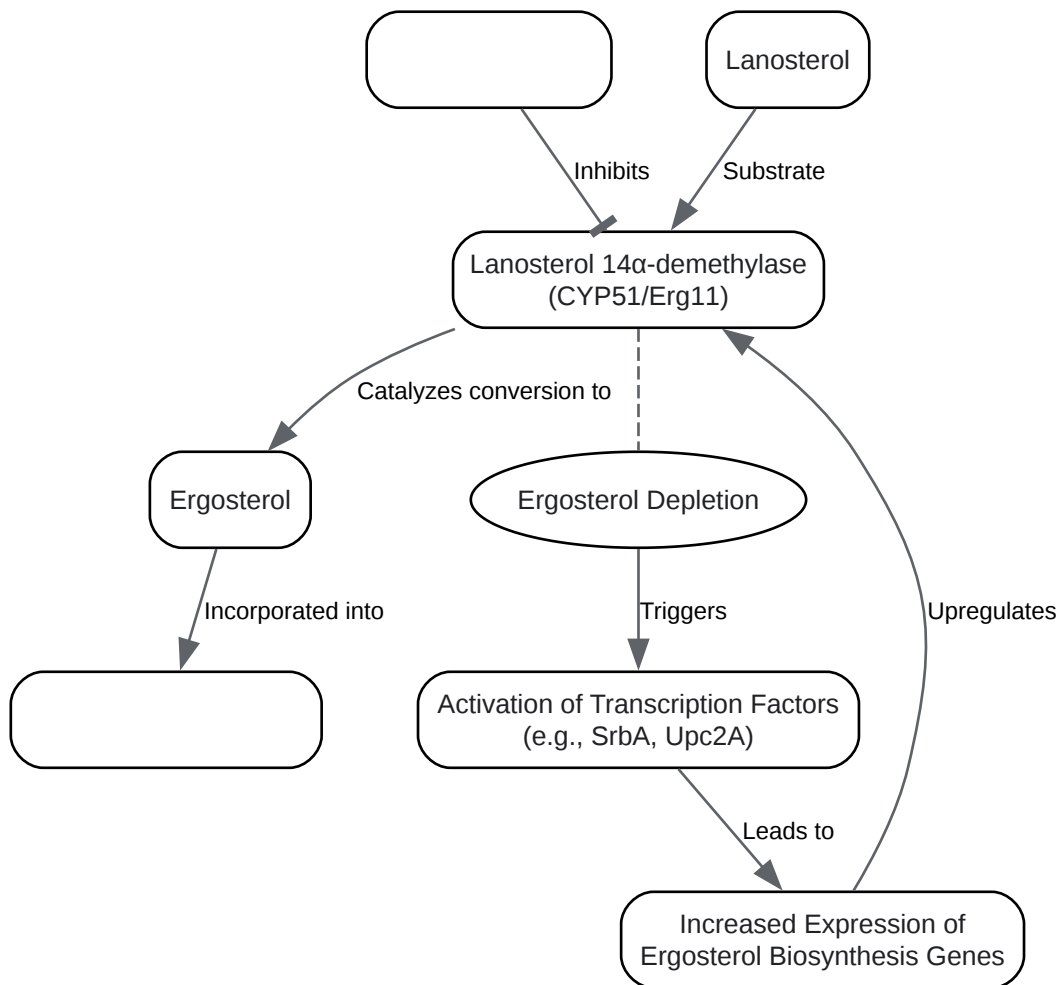 Lanosterol
Inhibits
Substrate
Lanosterol 14α-demethylase
(CYP51/Erg11)
Catalyzes conversion to
Ergosterol
Ergosterol Depletion
Incorporated into
Triggers
Upregulates
Activation of Transcription Factors
(e.g., SrbA, Upc2A)
Leads to
Increased Expression of
Ergosterol Biosynthesis Genes